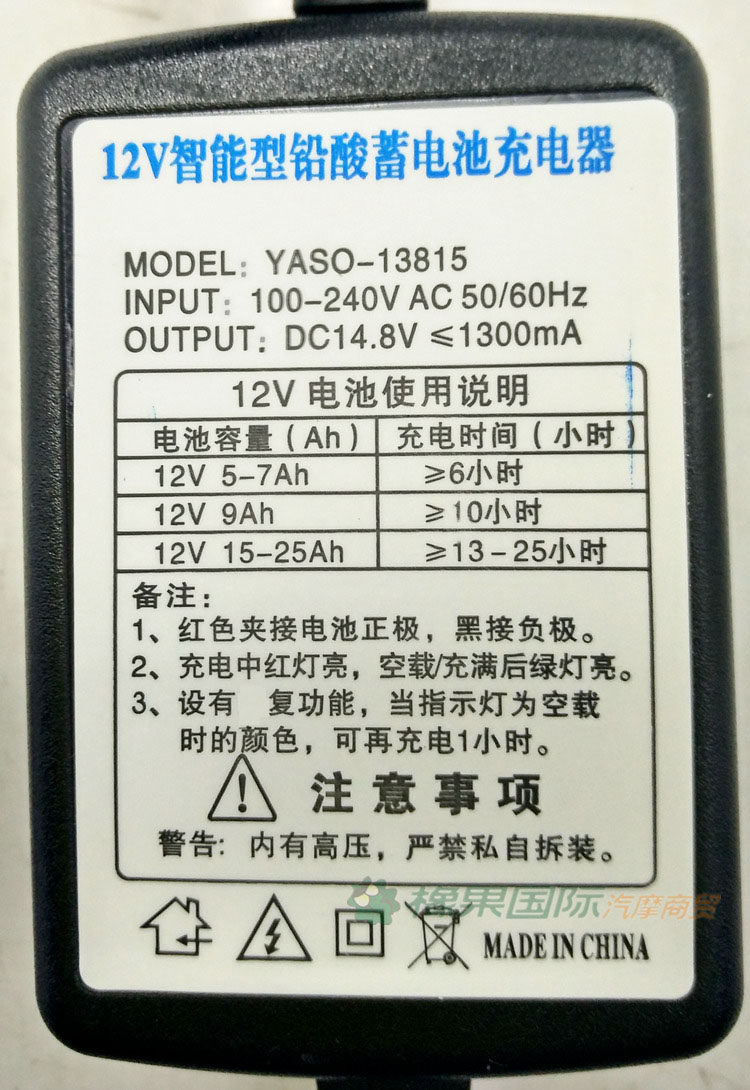 12V智能型铅酸蓄电池充电器
MODEL: YASO-13815
INPUT: 100-240V AC 50/60Hz
OUTPUT: DC14.8V ≤1300mA
12V 电池使用说明
电池容量(Ah) 充电时间(小时)
12V 5-7Ah ≥6小时
12V 9Ah ≥10小时
12V 15-25Ah ≥13-25小时
备注:
1、红色夹接电池正极，黑接负极。
2、充电中红灯亮，空载/充满后绿灯亮。
3、设有 复功能，当指示灯为空载
时的颜色，可再充电1小时。
注意事项
警告: 内有高压，严禁私自拆装。
橡果国际汽摩商贸
MADE IN CHINA